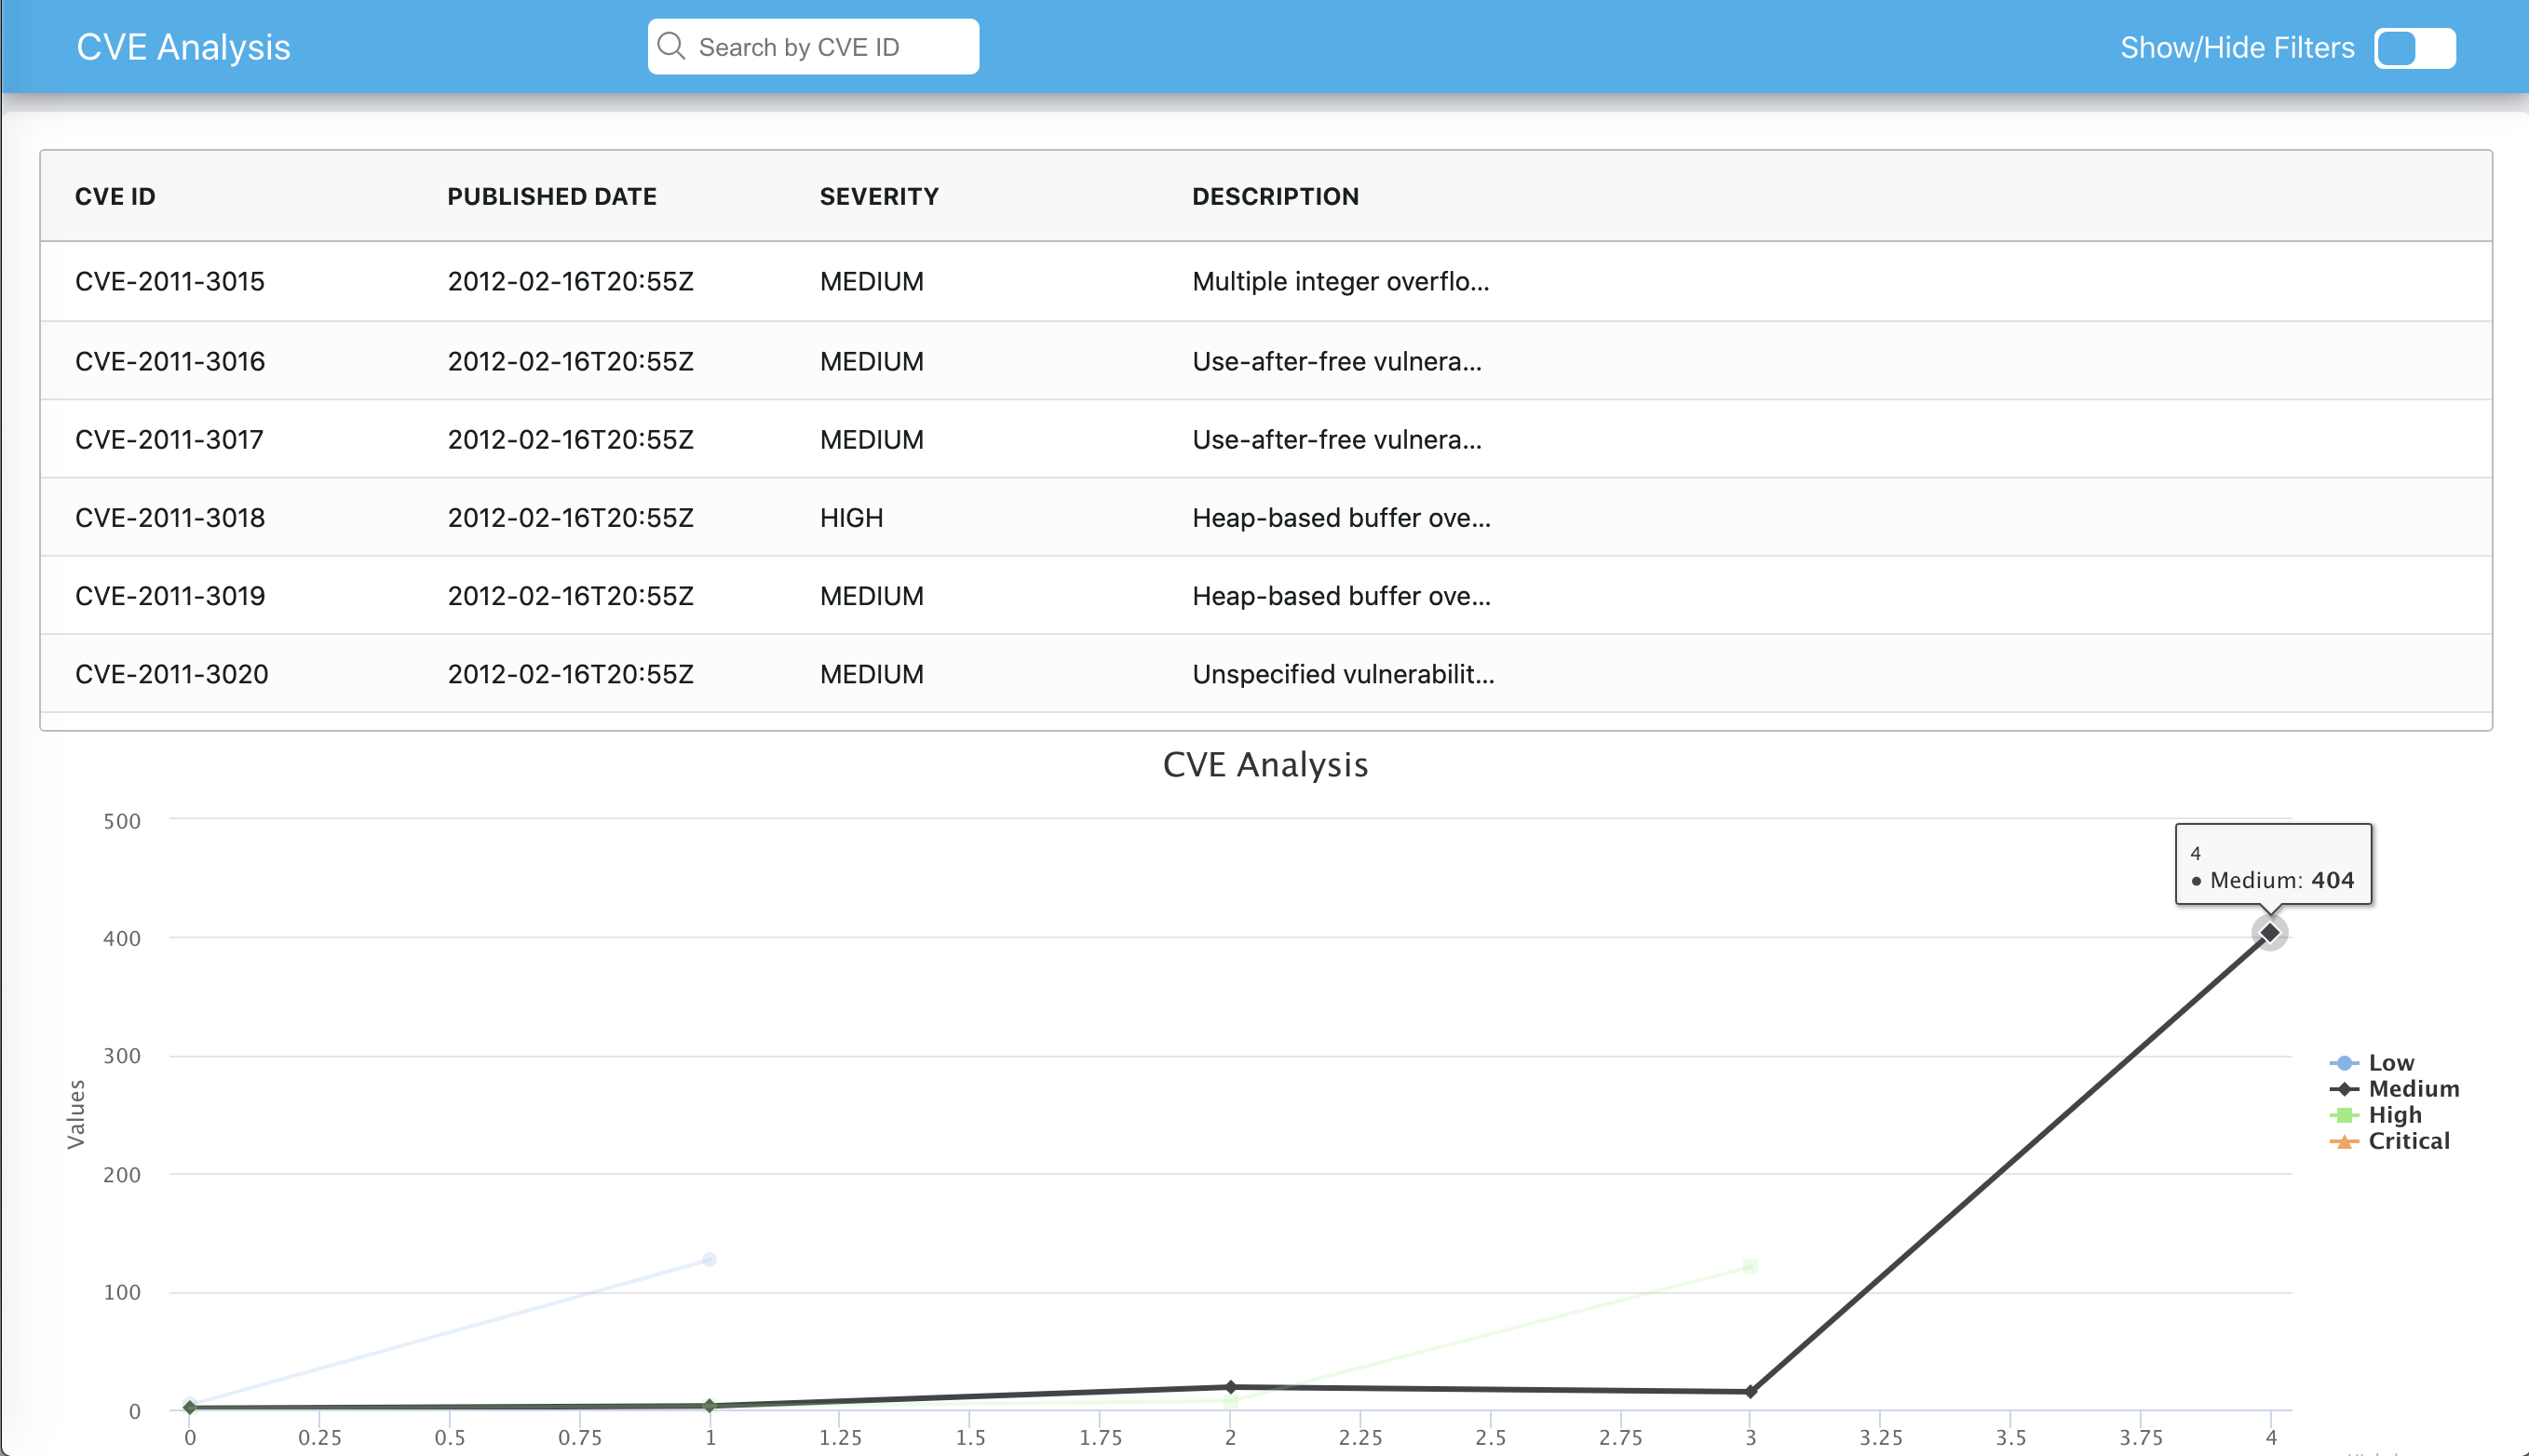 CVE Analysis
Search by CVE ID
Show/Hide Filters
CVE ID PUBLISHED DATE SEVERITY DESCRIPTION
CVE-2011-3015 2012-02-16T20:55Z MEDIUM Multiple integer overflo...
CVE-2011-3016 2012-02-16T20:55Z MEDIUM Use-after-free vulnera...
CVE-2011-3017 2012-02-16T20:55Z MEDIUM Use-after-free vulnera...
CVE-2011-3018 2012-02-16T20:55Z HIGH Heap-based buffer ove...
CVE-2011-3019 2012-02-16T20:55Z MEDIUM Heap-based buffer ove...
CVE-2011-3020 2012-02-16T20:55Z MEDIUM Unspecified vulnerabilit...
CVE Analysis
500
400
300
200
100
0
Values
4
● Medium: 404
Low
Medium
High
Critical
0 0.25 0.5 0.75 1 1.25 1.5 1.75 2 2.25 2.5 2.75 3 3.25 3.5 3.75 4